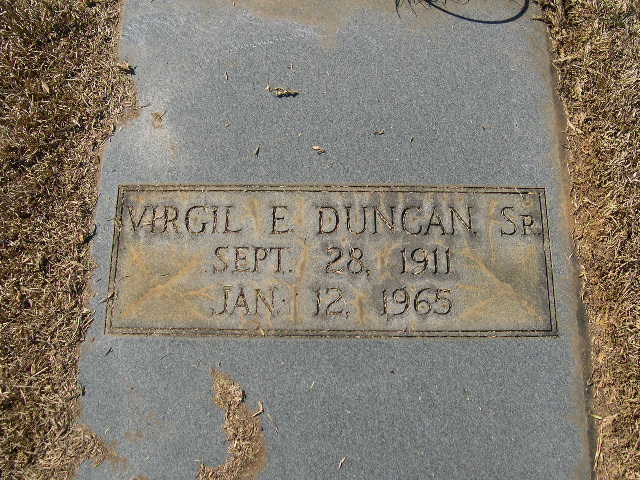 VIRGIL E. DUNCAN, SR.
SEPT. 28, 1911
JAN. 12, 1965